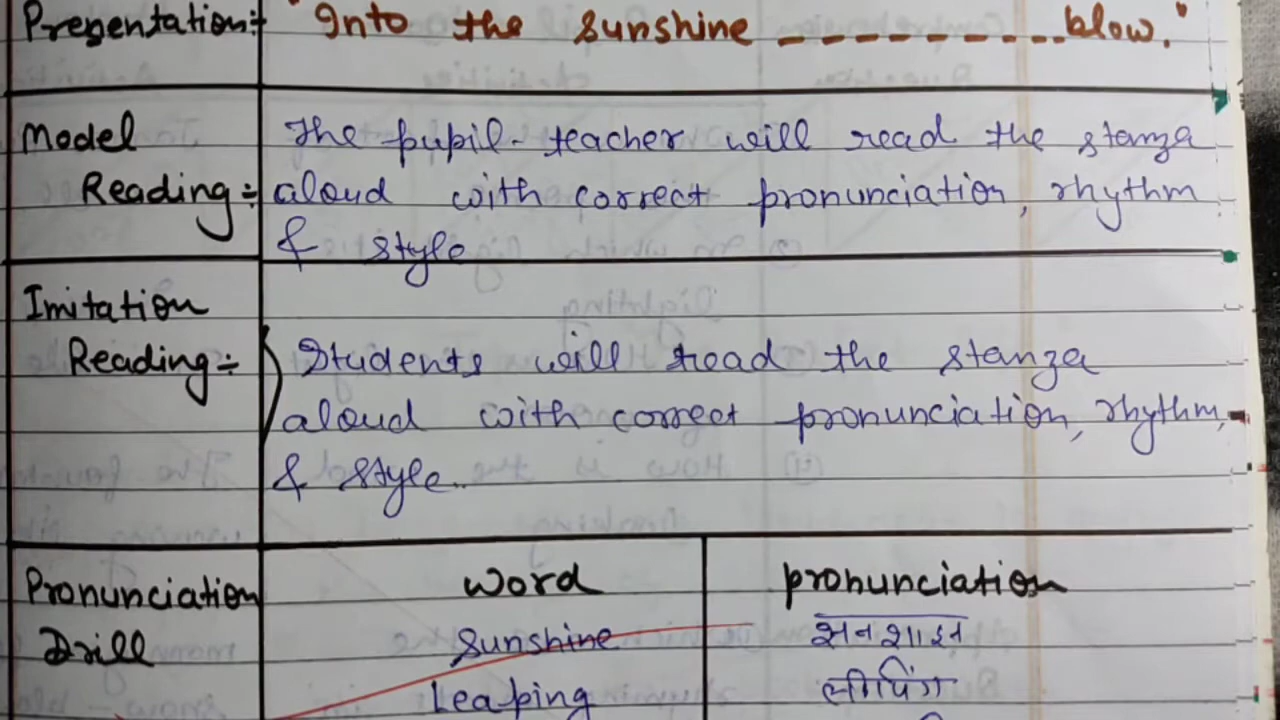 Presentation:- "Into the sunshine ---------- blow."
Model The pupil-teacher will read the stanza
Reading ÷ aloud with correct pronunciation, rhythm
& style
Imitation
Reading ÷ Students will read the stanza
aloud with correct pronunciation, rhythm,
& style..
Pronunciation Word pronunciation
Drill Sunshine सनशाइन
Leaping लीपिंग